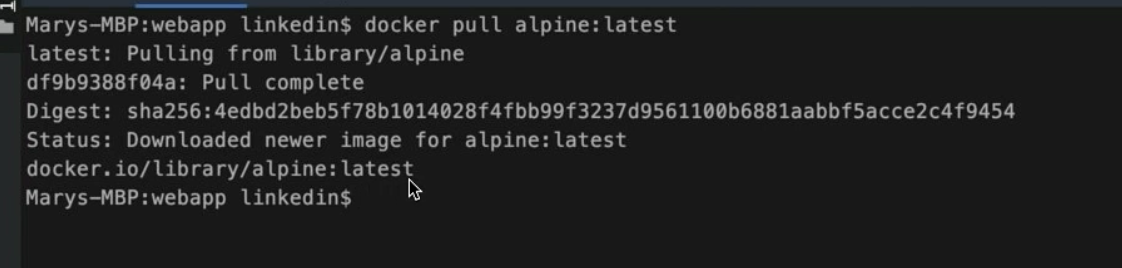 Marys-MBP:webapp linkedin$ docker pull alpine:latest
latest: Pulling from library/alpine
df9b9388f04a: Pull complete
Digest: sha256:4edbd2beb5f78b1014028f4fbb99f3237d9561100b6881aabbf5acce2c4f9454
Status: Downloaded newer image for alpine:latest
docker.io/library/alpine:latest
Marys-MBP:webapp linkedin$